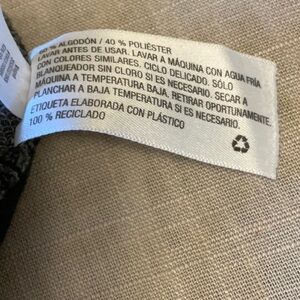 60 % ALGODÓN / 40 % POLIÉSTER
LAVAR ANTES DE USAR. LAVAR A MÁQUINA CON AGUA FRÍA
CON COLORES SIMILARES. CICLO DELICADO. SÓLO
BLANQUEADOR SIN CLORO SI ES NECESARIO. SECAR A
MÁQUINA A TEMPERATURA BAJA. RETIRAR OPORTUNAMENTE.
PLANCHAR A BAJA TEMPERATURA SI ES NECESARIO.
ETIQUETA ELABORADA CON PLÁSTICO
100 % RECICLADO